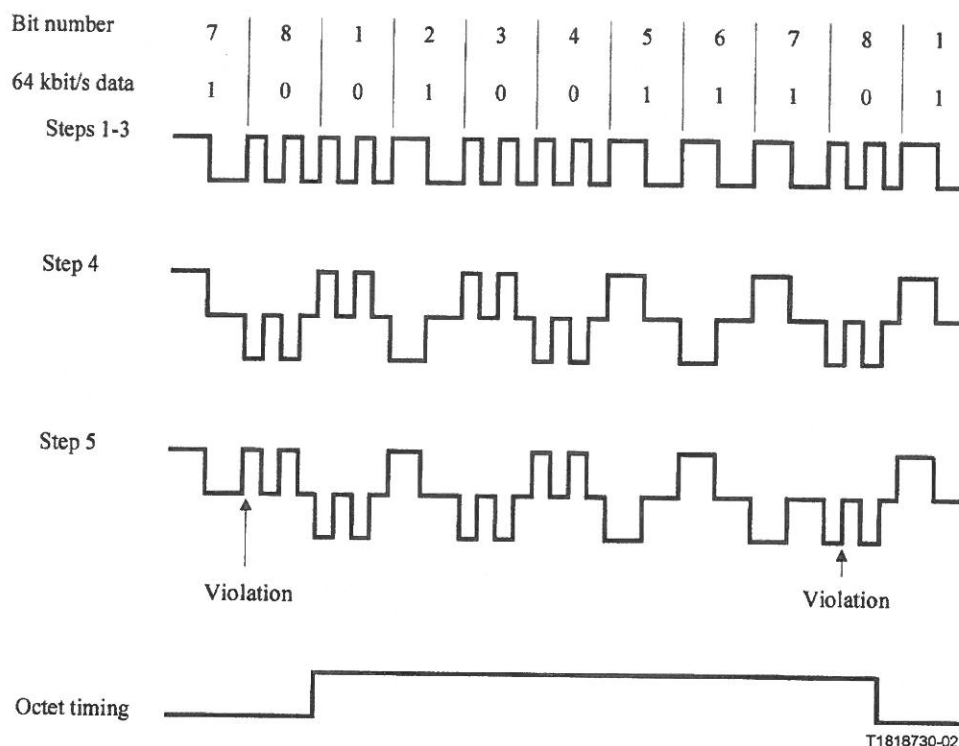 Bit number 7 8 1 2 3 4 5 6 7 8 1
64 kbit/s data 1 0 0 1 0 0 1 1 1 0 1
Steps 1-3
Step 4
Step 5
Violation Violation
Octet timing
T1818730-02